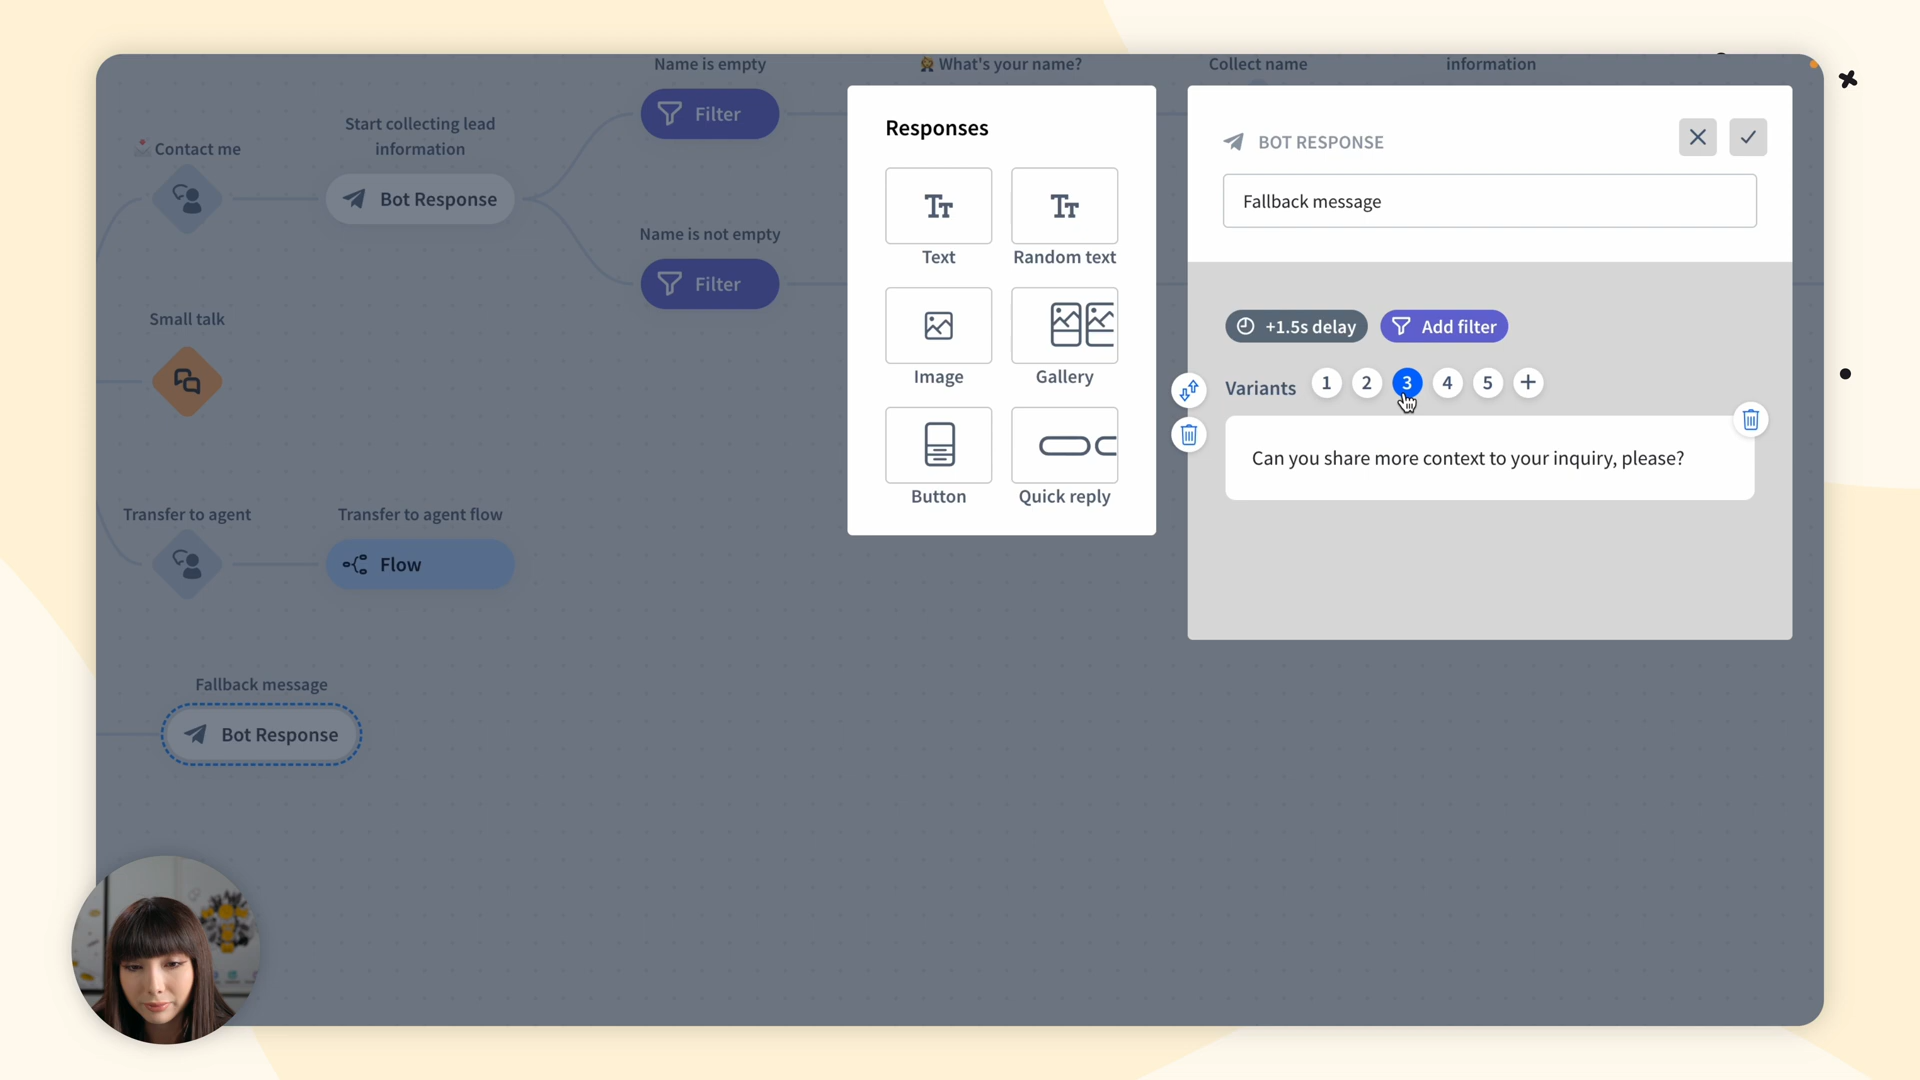 Name is empty
What's your name?
Collect name
information
Filter
Start collecting lead
information
Contact me
Bot Response
Name is not empty
Filter
Small talk
Transfer to agent
Transfer to agent flow
Flow
Fallback message
Bot Response
Responses
Text
Random text
Image
Gallery
Button
Quick reply
BOT RESPONSE
Fallback message
+1.5s delay
Add filter
Variants 1 2 3 4 5 +
Can you share more context to your inquiry, please?